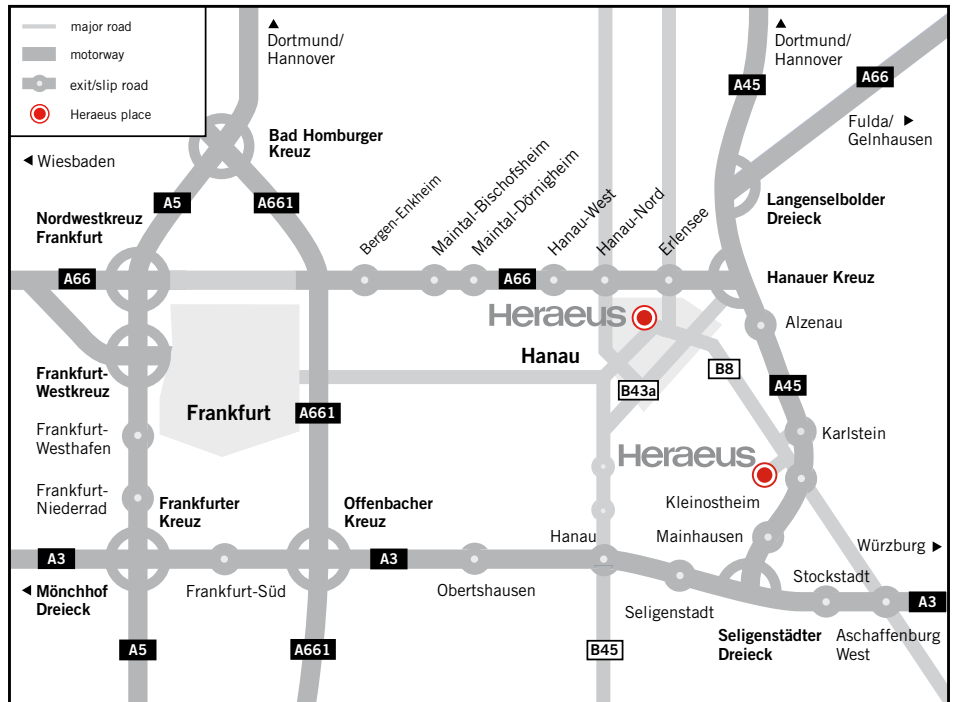 major road
motorway
exit/slip road
Heraeus place
Dortmund/
Hannover
Dortmund/
Hannover
A45
A66
Fulda/
Gelnhausen
Bad Homburger
Kreuz
Wiesbaden
A5
A661
Nordwestkreuz
Frankfurt
Bergen-Enkheim
Maintal-Bischofsheim
Maintal-Dörnigheim
Hanau-West
Hanau-Nord
Erlensee
Langenselbolder
Dreieck
A66
A66
Hanauer Kreuz
Heraeus
Alzenau
Hanau
Frankfurt-
Westkreuz
B8
B43a
A45
Frankfurt
A661
Frankfurt-
Westhafen
Karlstein
Heraeus
Frankfurt-
Niederrad
Frankfurter
Kreuz
Offenbacher
Kreuz
Kleinostheim
Hanau
Mainhausen
Würzburg
A3
A3
Mönchhof
Dreieck
Frankfurt-Süd
Obertshausen
Stockstadt
Seligenstadt
A3
Seligenstädter
Dreieck
Aschaffenburg
West
A5
A661
B45